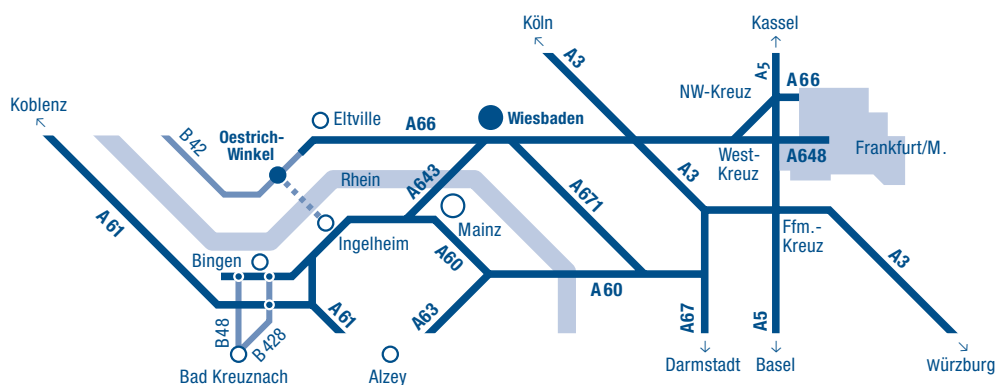 Köln
Kassel
A3
A5
A66
NW-Kreuz
Koblenz
B 42
Oestrich-
Winkel
Eltville
A66
Wiesbaden
West-
Kreuz
A648
Frankfurt/M.
Rhein
A643
A671
A3
A61
Bingen
Ingelheim
Mainz
A60
Ffm.-
Kreuz
A3
A60
B48
B 428
A61
A63
A67
A5
Bad Kreuznach
Alzey
Darmstadt
Basel
Würzburg